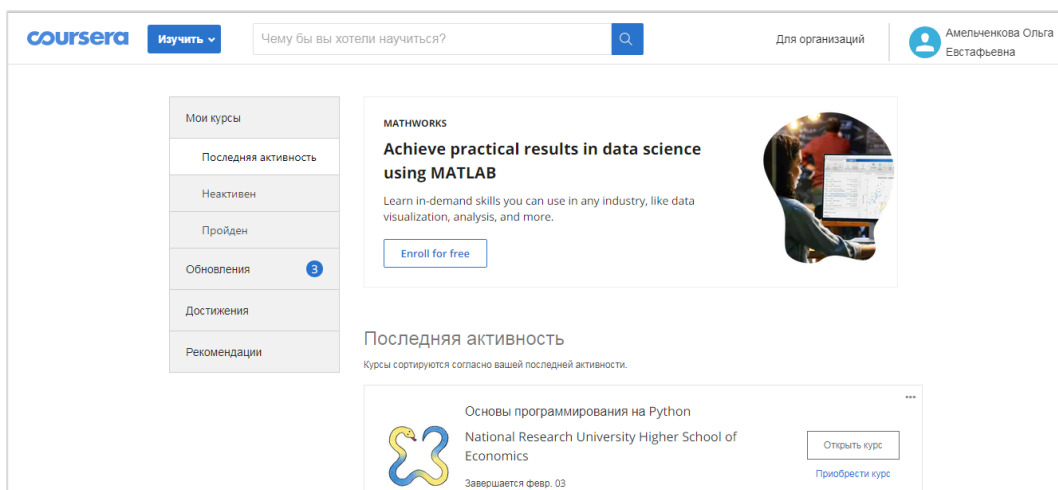 coursera
Изучить
Чему бы вы хотели научиться?
Для организаций
Амельченкова Ольга
Евстафьевна
Мои курсы
Последняя активность
Неактивен
Пройден
Обновления 3
Достижения
Рекомендации
MATHWORKS
Achieve practical results in data science
using MATLAB
Learn in-demand skills you can use in any industry, like data
visualization, analysis, and more.
Enroll for free
Последняя активность
Курсы сортируются согласно вашей последней активности.
Основы программирования на Python
National Research University Higher School of
Economics
Завершается февр. 03
Открыть курс
Приобрести курс